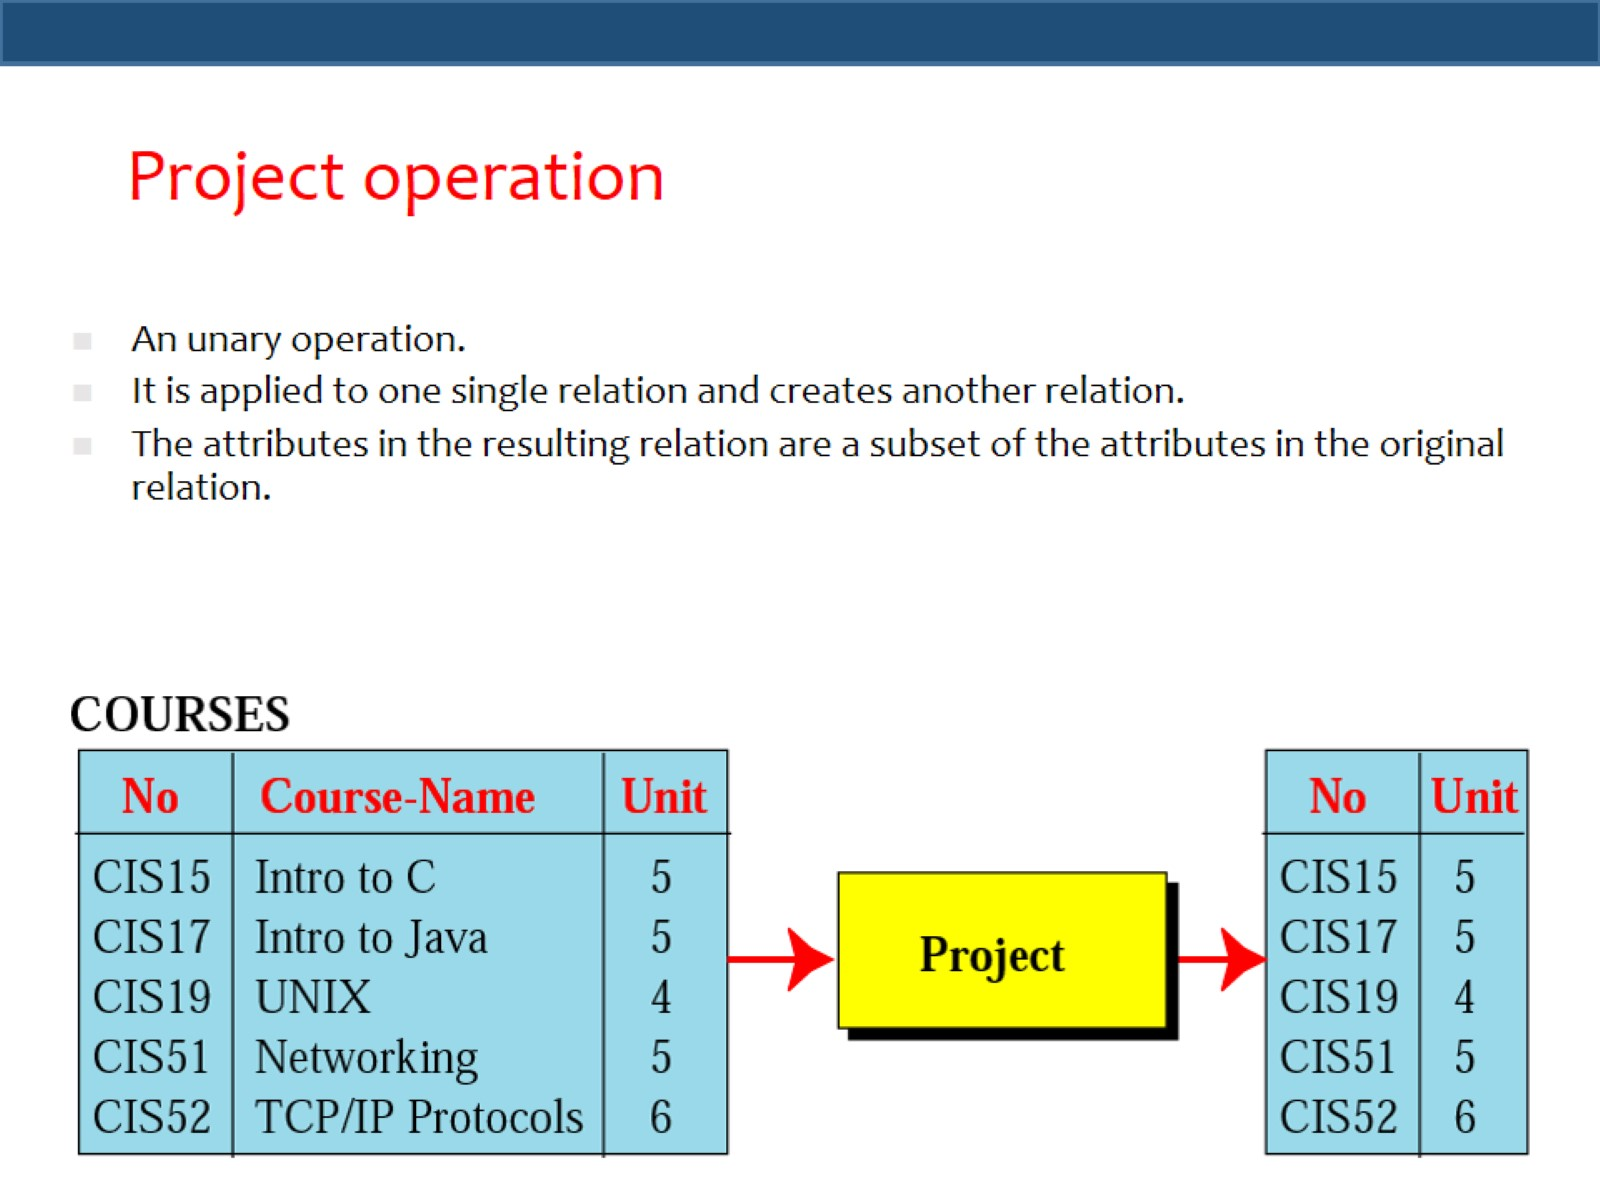 Project operation
An unary operation.
It is applied to one single relation and creates another relation.
The attributes in the resulting relation are a subset of the attributes in the original
relation.
COURSES
No Course-Name Unit
CIS15 Intro to C 5
CIS17 Intro to Java 5
CIS19 UNIX 4
CIS51 Networking 5
CIS52 TCP/IP Protocols 6
Project
No Unit
CIS15 5
CIS17 5
CIS19 4
CIS51 5
CIS52 6